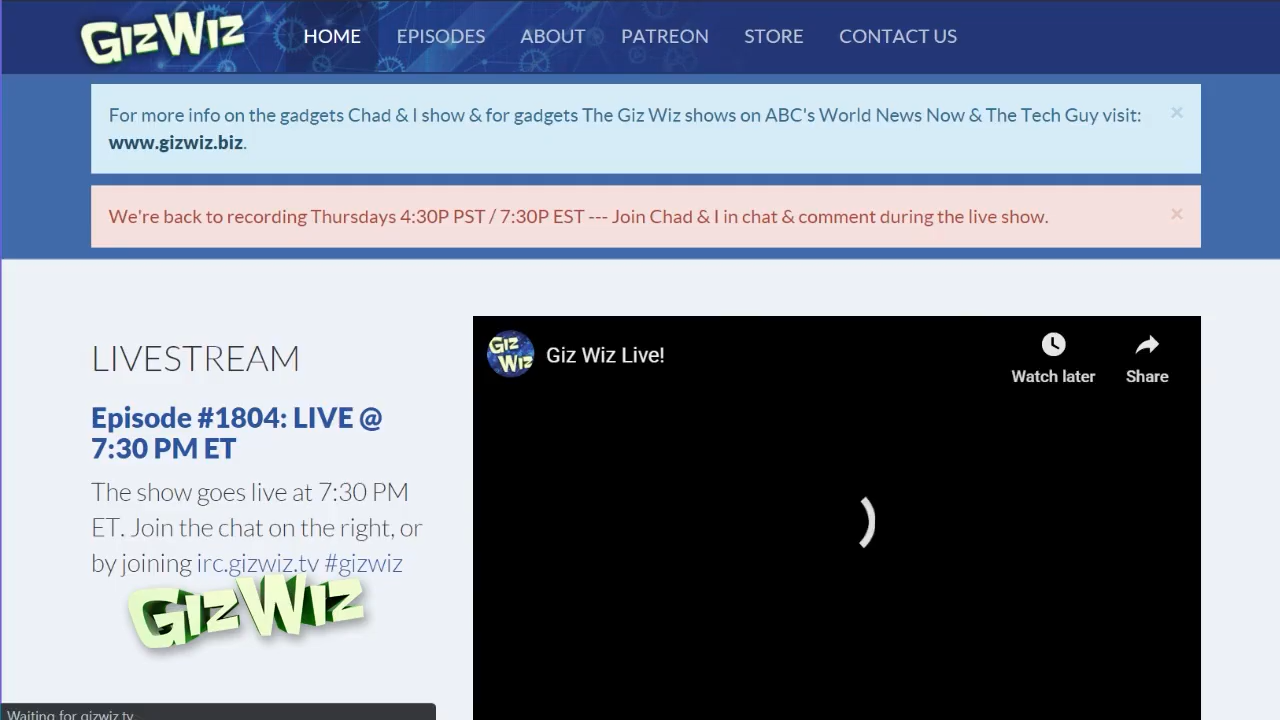 GizWiz
HOME EPISODES ABOUT PATREON STORE CONTACT US
For more info on the gadgets Chad & I show & for gadgets The Giz Wiz shows on ABC's World News Now & The Tech Guy visit: ×
www.gizwiz.biz.
We're back to recording Thursdays 4:30P PST / 7:30P EST --- Join Chad & I in chat & comment during the live show. ×
LIVESTREAM
Episode #1804: LIVE @
7:30 PM ET
The show goes live at 7:30 PM
ET. Join the chat on the right, or
by joining irc.gizwiz.tv #gizwiz
GizWiz
Giz Wiz
Giz Wiz Live!
Watch later
Share
Waiting for gizwiz.tv